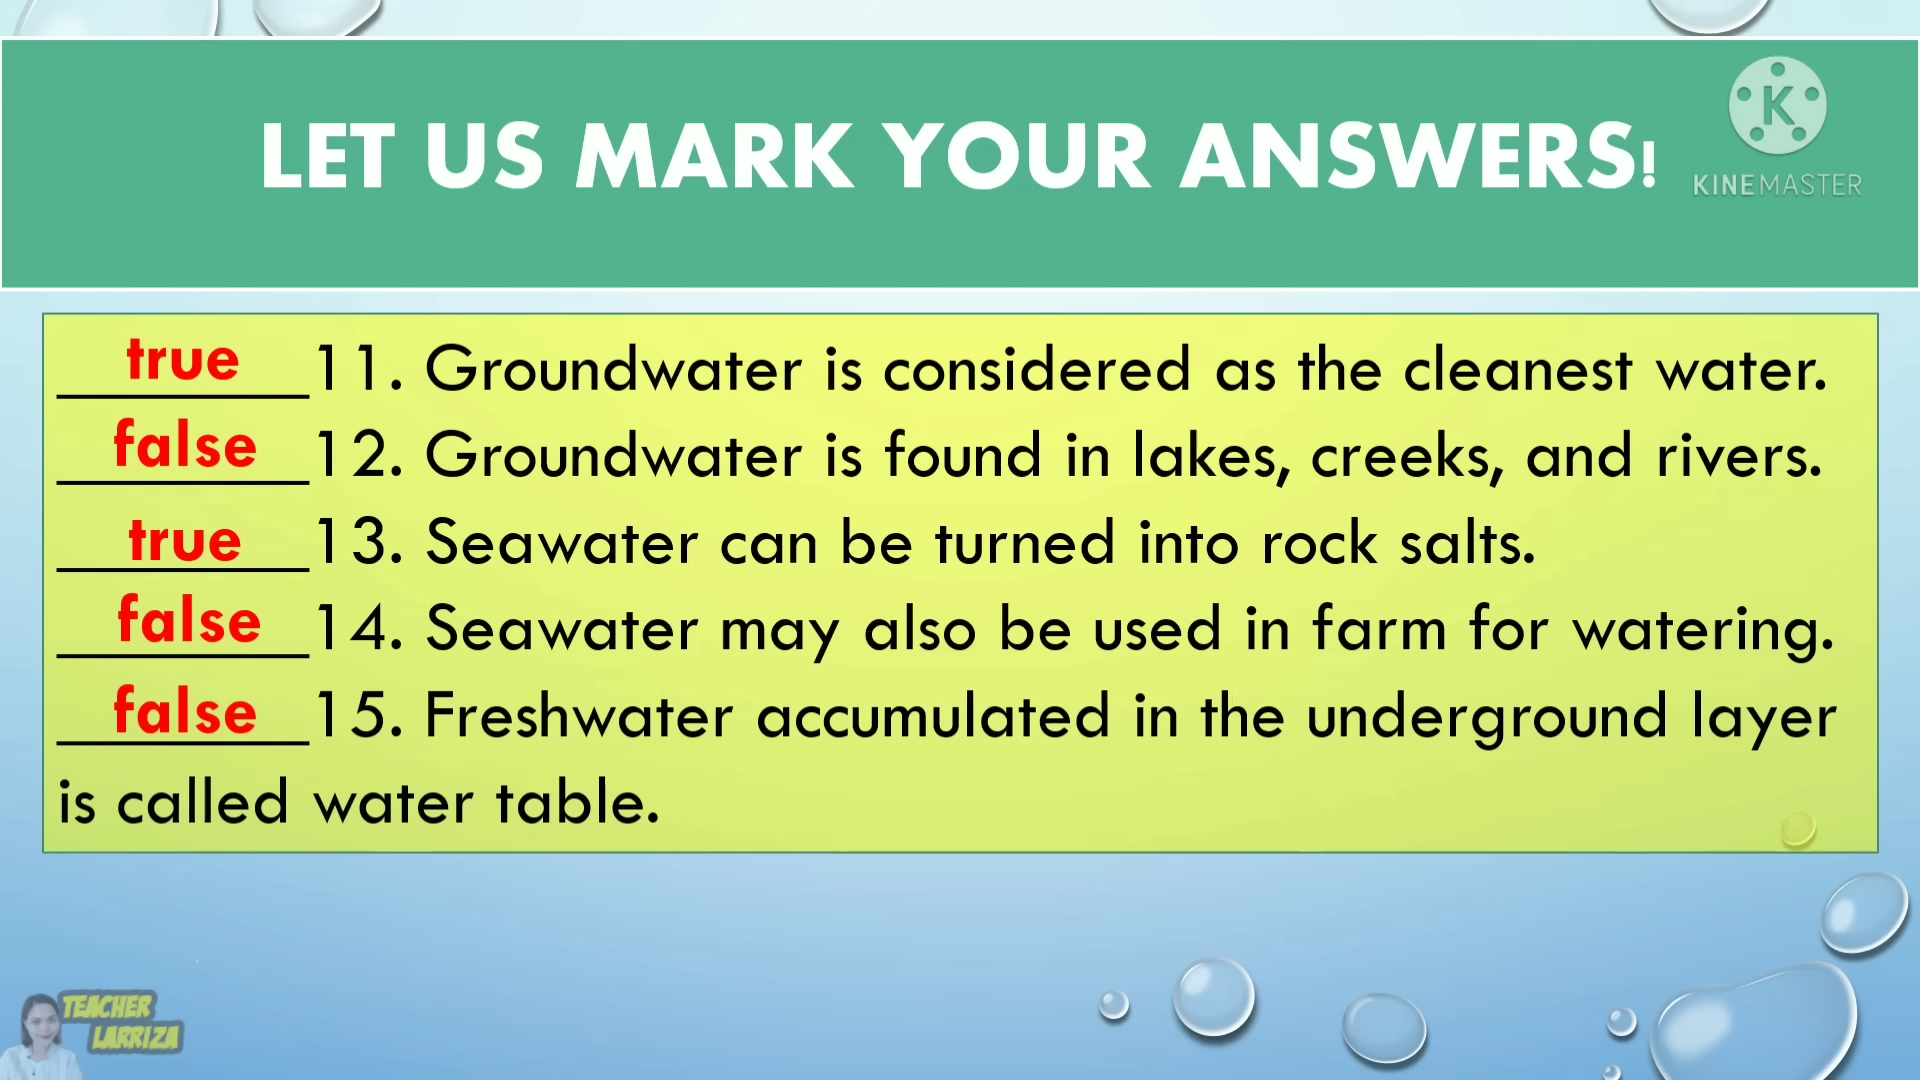 LET US MARK YOUR ANSWERS!
KINEMASTER
true 11. Groundwater is considered as the cleanest water.
false 12. Groundwater is found in lakes, creeks, and rivers.
true 13. Seawater can be turned into rock salts.
false 14. Seawater may also be used in farm for watering.
false 15. Freshwater accumulated in the underground layer
is called water table.
TEACHER
LARRIZA